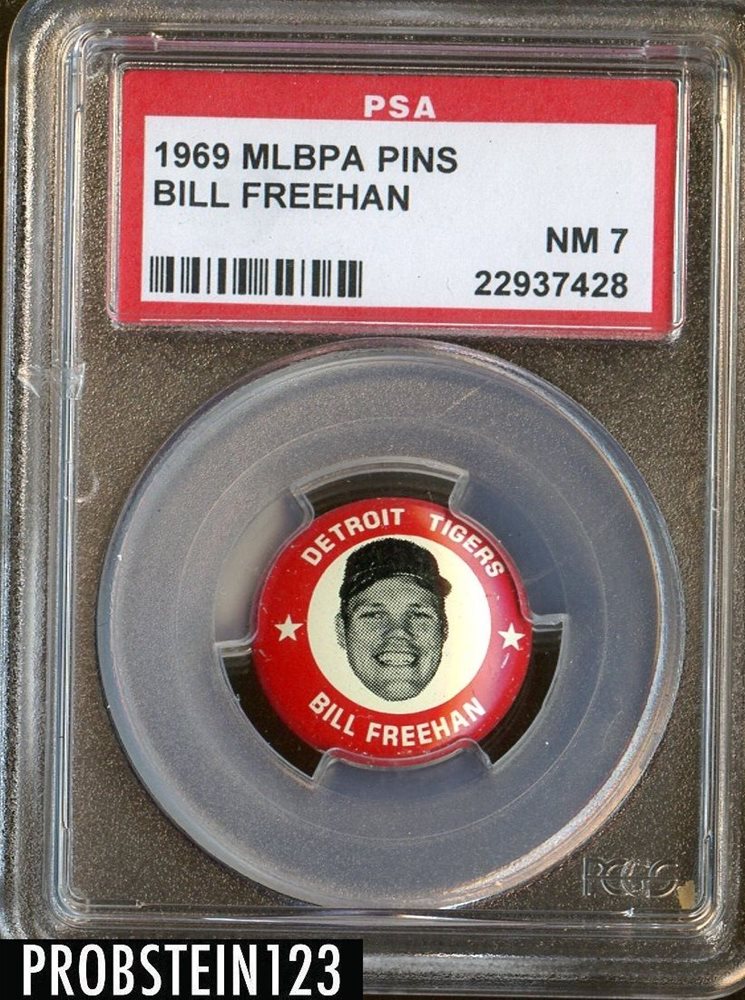 PSA
1969 MLBPA PINS
BILL FREEHAN
NM 7
22937428
DETROIT TIGERS
BILL FREEHAN
PCGS
PROBSTEIN123